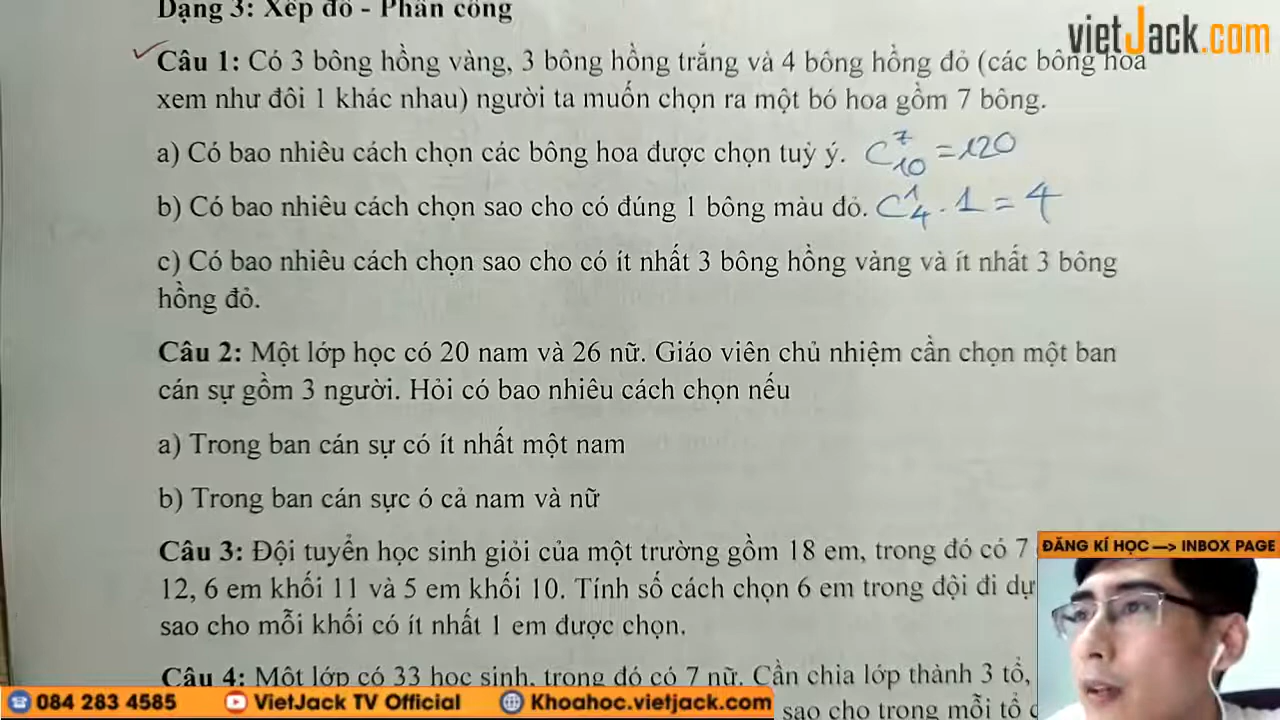 vietJack.com
Dạng 3: Xếp đồ - Phân công
Câu 1: Có 3 bông hồng vàng, 3 bông hồng trắng và 4 bông hồng đỏ (các bông hoa
xem như đôi 1 khác nhau) người ta muốn chọn ra một bó hoa gồm 7 bông.
a) Có bao nhiêu cách chọn các bông hoa được chọn tuỳ ý. C⁷₁₀ = 120
b) Có bao nhiêu cách chọn sao cho có đúng 1 bông màu đỏ. C¹₄ . 1 = 4
c) Có bao nhiêu cách chọn sao cho có ít nhất 3 bông hồng vàng và ít nhất 3 bông
hồng đỏ.
Câu 2: Một lớp học có 20 nam và 26 nữ. Giáo viên chủ nhiệm cần chọn một ban
cán sự gồm 3 người. Hỏi có bao nhiêu cách chọn nếu
a) Trong ban cán sự có ít nhất một nam
b) Trong ban cán sực ó cả nam và nữ
Câu 3: Đội tuyển học sinh giỏi của một trường gồm 18 em, trong đó có 7
12, 6 em khối 11 và 5 em khối 10. Tính số cách chọn 6 em trong đội đi dự
sao cho mỗi khối có ít nhất 1 em được chọn.
Câu 4: Một lớp có 33 học sinh, trong đó có 7 nữ. Cần chia lớp thành 3 tổ,
sao cho trong mỗi tổ
ĐĂNG KÍ HỌC —> INBOX PAGE
084 283 4585 VietJack TV Official Khoahoc.vietjack.com